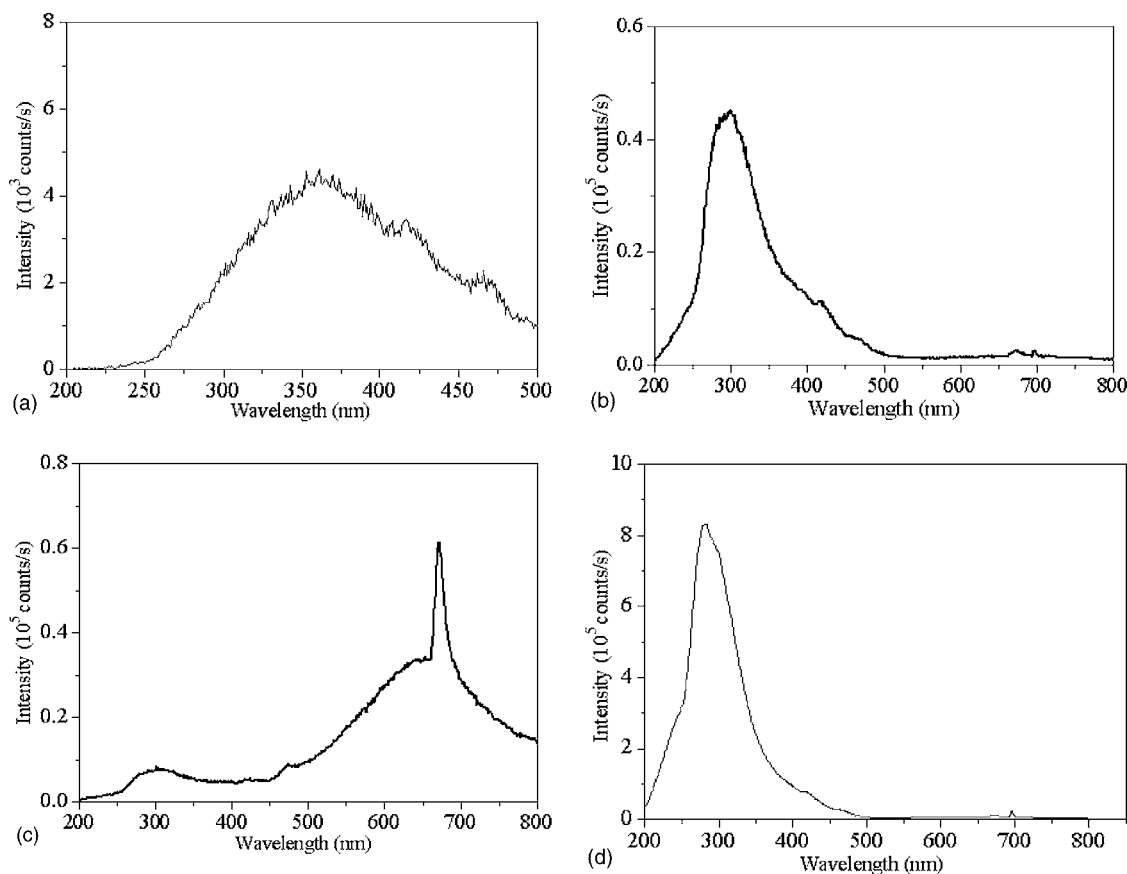 8
6
4
2
0
Intensity (10³ counts/s)
200 250 300 350 400 450 500
Wavelength (nm)
(a)
0.6
0.4
0.2
0.0
Intensity (10⁵ counts/s)
200 300 400 500 600 700 800
Wavelength (nm)
(b)
0.8
0.6
0.4
0.2
0.0
Intensity (10⁵ counts/s)
200 300 400 500 600 700 800
Wavelength (nm)
(c)
10
8
6
4
2
0
Intensity (10⁵ counts/s)
200 300 400 500 600 700 800
Wavelength (nm)
(d)